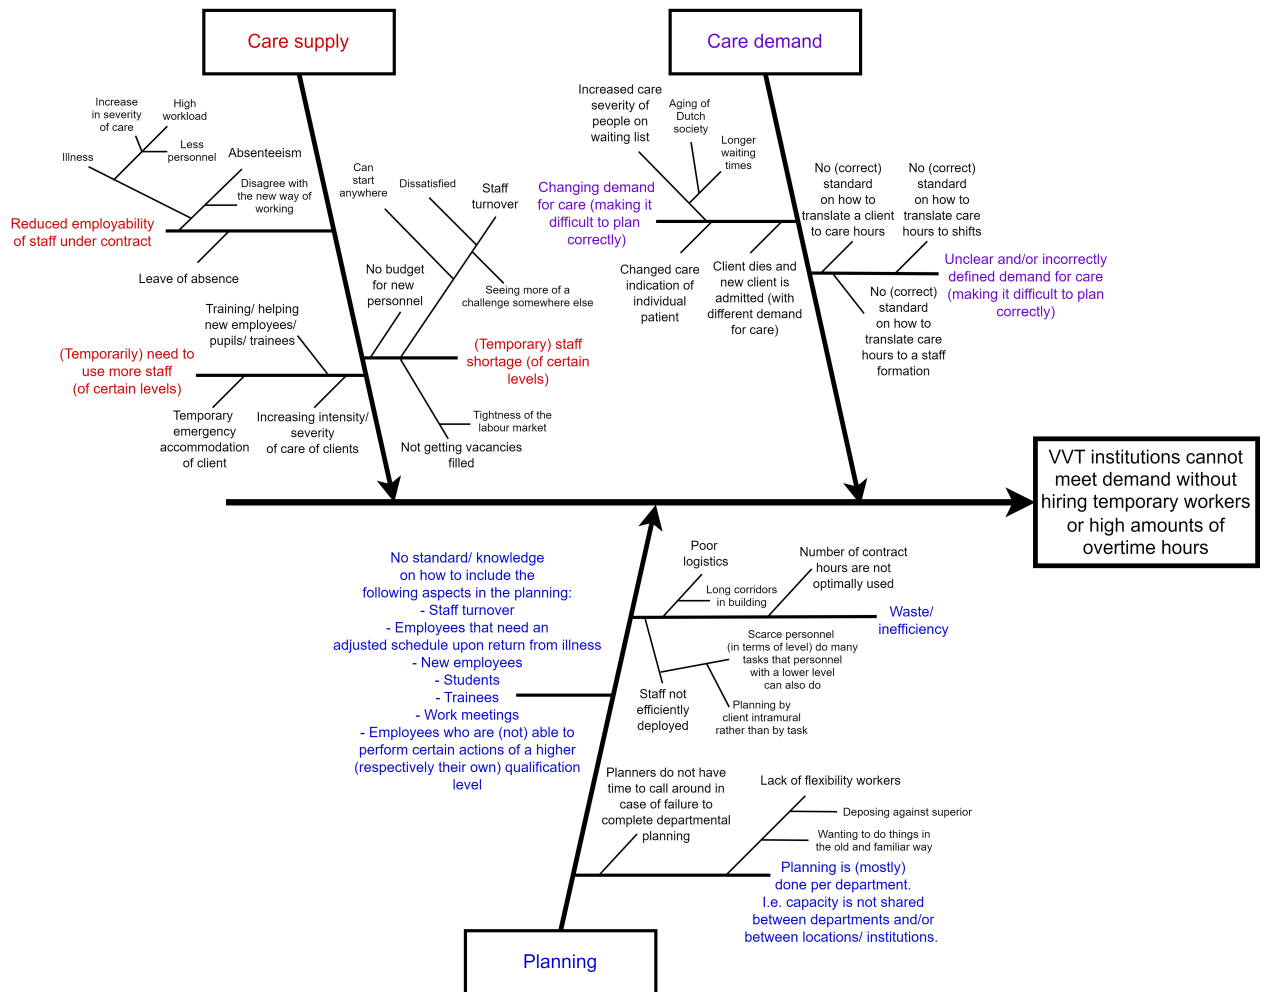 Care supply
Care demand
Increase
in severity
of care
High
workload
Less
personnel
Illness
Absenteeism
Disagree with
the new way of
working
Reduced employability
of staff under contract
Leave of absence
Can
start
anywhere
Dissatisfied
Staff
turnover
No budget
for new
personnel
Seeing more of a
challenge somewhere else
Training/ helping
new employees/
pupils/ trainees
(Temporarily) need to
use more staff
(of certain levels)
(Temporary) staff
shortage (of certain
levels)
Temporary
emergency
accommodation
of client
Increasing intensity/
severity
of care of clients
Tightness of the
labour market
Not getting vacancies
filled
Increased care
severity of
people on
waiting list
Aging of
Dutch
society
Longer
waiting
times
Changing demand
for care (making it
difficult to plan
correctly)
No (correct)
standard
on how to
translate a client
to care hours
No (correct)
standard
on how to
translate care
hours to shifts
Changed care
indication of
individual
patient
Client dies and
new client is
admitted (with
different demand
for care)
Unclear and/or incorrectly
defined demand for care
(making it difficult to plan
correctly)
No (correct)
standard
on how to
translate care
hours to a staff
formation
VVT institutions cannot
meet demand without
hiring temporary workers
or high amounts of
overtime hours
No standard/ knowledge
on how to include the
following aspects in the planning:
- Staff turnover
- Employees that need an
adjusted schedule upon return from illness
- New employees
- Students
- Trainees
- Work meetings
- Employees who are (not) able to
perform certain actions of a higher
(respectively their own) qualification
level
Poor
logistics
Long corridors
in building
Number of contract
hours are not
optimally used
Waste/
inefficiency
Scarce personnel
(in terms of level) do many
tasks that personnel
with a lower level
can also do
Staff not
efficiently
deployed
Planning by
client intramural
rather than by task
Planners do not have
time to call around in
case of failure to
complete departmental
planning
Lack of flexibility workers
Deposing against superior
Wanting to do things in
the old and familiar way
Planning is (mostly)
done per department.
I.e. capacity is not shared
between departments and/or
between locations/ institutions.
Planning